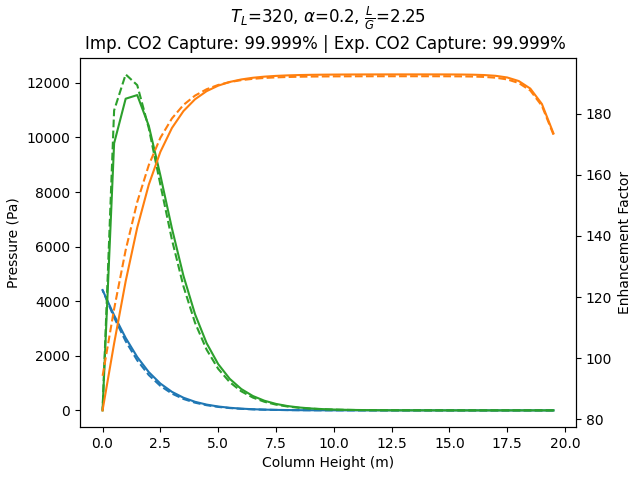 T_L=320, α=0.2, L/G=2.25
Imp. CO2 Capture: 99.999% | Exp. CO2 Capture: 99.999%
12000
10000
8000
6000
4000
2000
0
Pressure (Pa)
180
160
140
120
100
80
Enhancement Factor
0.0 2.5 5.0 7.5 10.0 12.5 15.0 17.5 20.0
Column Height (m)